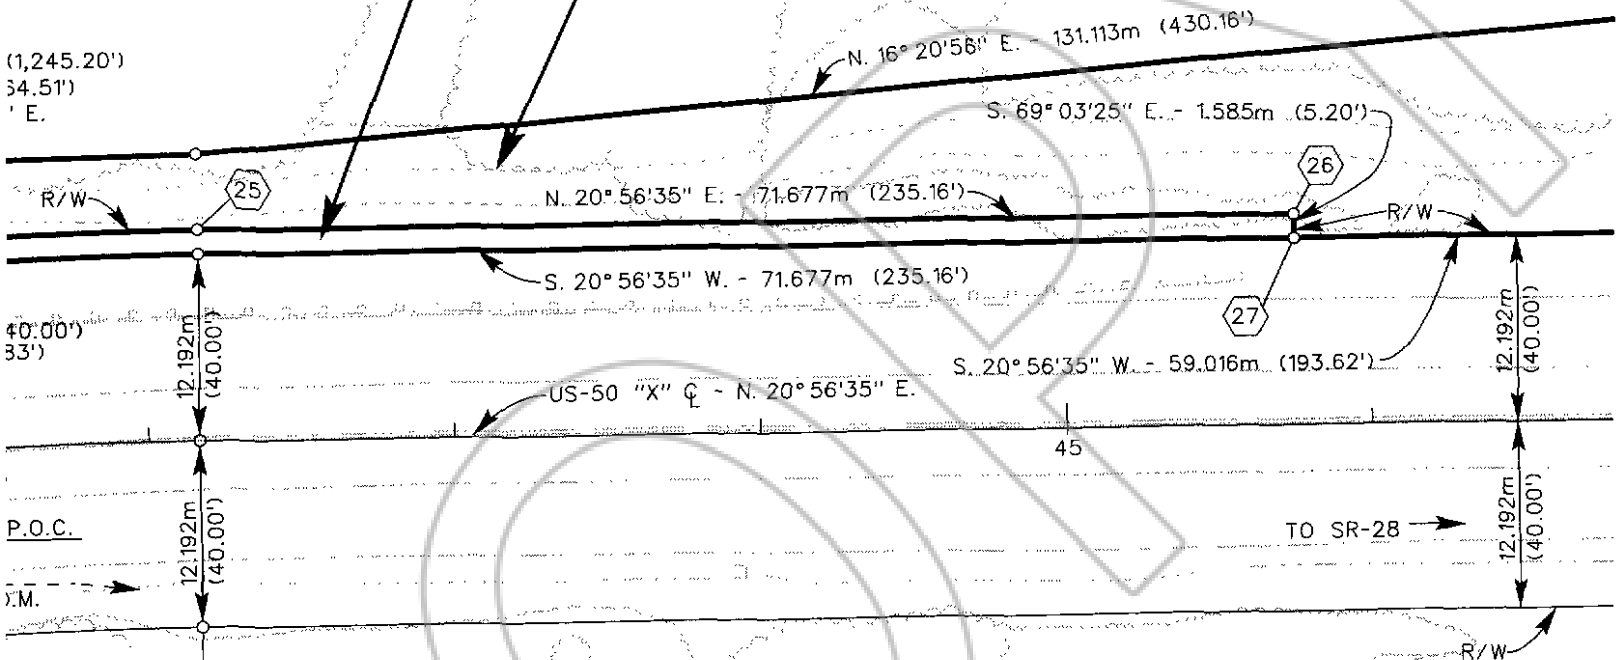 (1,245.20')
64.51')
' E.
N. 16° 20'56" E. - 131.113m (430.16')
S. 69° 03'25" E. - 1.585m (5.20')
26
25
R/W
N. 20° 56'35" E. - 71.677m (235.16')
R/W
S. 20° 56'35" W. - 71.677m (235.16')
27
40.00')
83')
12.192m
(40.00')
12.192m
(40.00')
S. 20° 56'35" W. - 59.016m (193.62')
US-50 "X" ℄ - N. 20° 56'35" E.
45
P.O.C.
12.192m
(40.00')
TO SR-28
12.192m
(40.00')
.M.
R/W